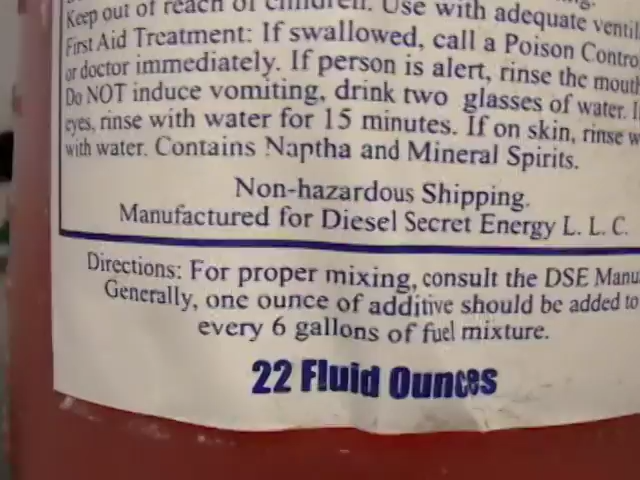 Keep out of reach of children. Use with adequate
First Aid Treatment: If swallowed, call a Poison
or doctor immediately. If person is alert, rinse the
Do NOT induce vomiting, drink two glasses of water.
eyes, rinse with water for 15 minutes. If on skin, rinse
with water. Contains Naptha and Mineral Spirits.
Non-hazardous Shipping.
Manufactured for Diesel Secret Energy L. L. C.
Directions: For proper mixing, consult the DSE
Generally, one ounce of additive should be added to
every 6 gallons of fuel mixture.
22 Fluid Ounces